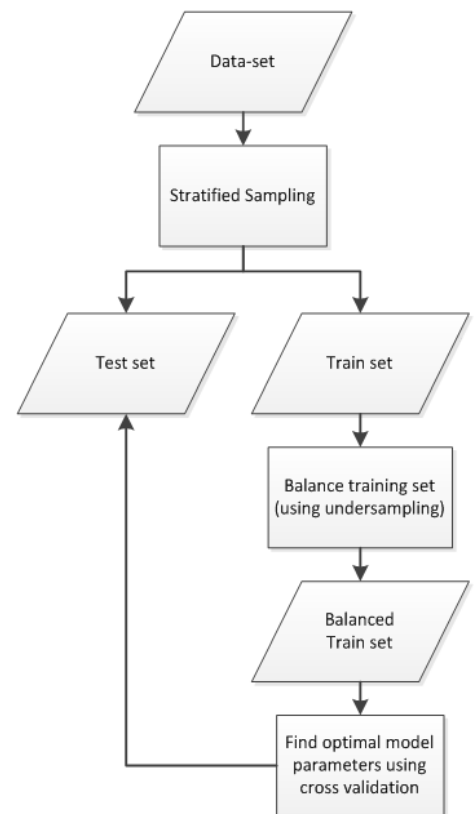 Data-set
Stratified Sampling
Test set
Train set
Balance training set
(using undersampling)
Balanced
Train set
Find optimal model
parameters using
cross validation